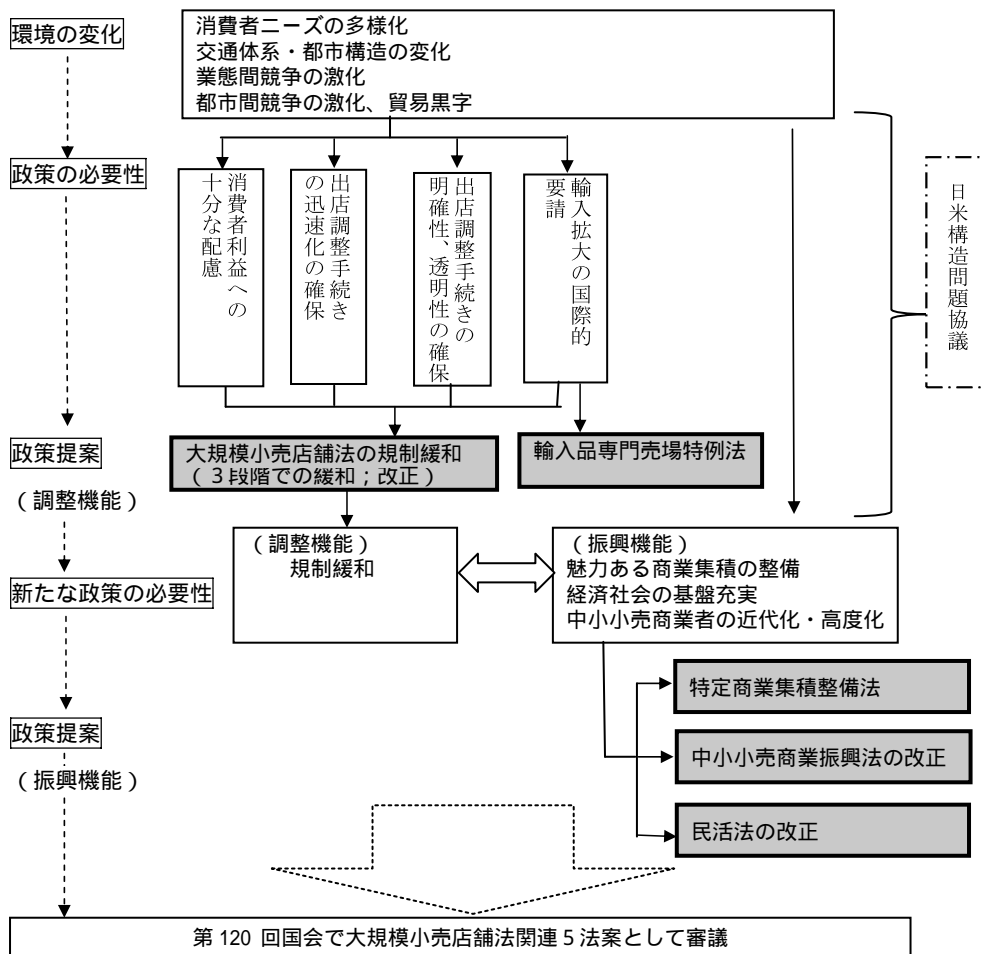 環境の変化
消費者ニーズの多様化
交通体系・都市構造の変化
業態間競争の激化
都市間競争の激化、貿易黒字
政策の必要性
消費者利益への
十分な配慮
出店調整手続き
の迅速化の確保
出店調整手続きの
明確性、透明性の確保
輸入拡大の国際的
要請
日米構造問題協議
政策提案
(調整機能)
大規模小売店舗法の規制緩和
(3段階での緩和;改正)
輸入品専門売場特例法
新たな政策の必要性
(調整機能)
規制緩和
(振興機能)
魅力ある商業集積の整備
経済社会の基盤充実
中小小売商業者の近代化・高度化
政策提案
(振興機能)
特定商業集積整備法
中小小売商業振興法の改正
民活法の改正
第 120 回国会で大規模小売店舗法関連5法案として審議